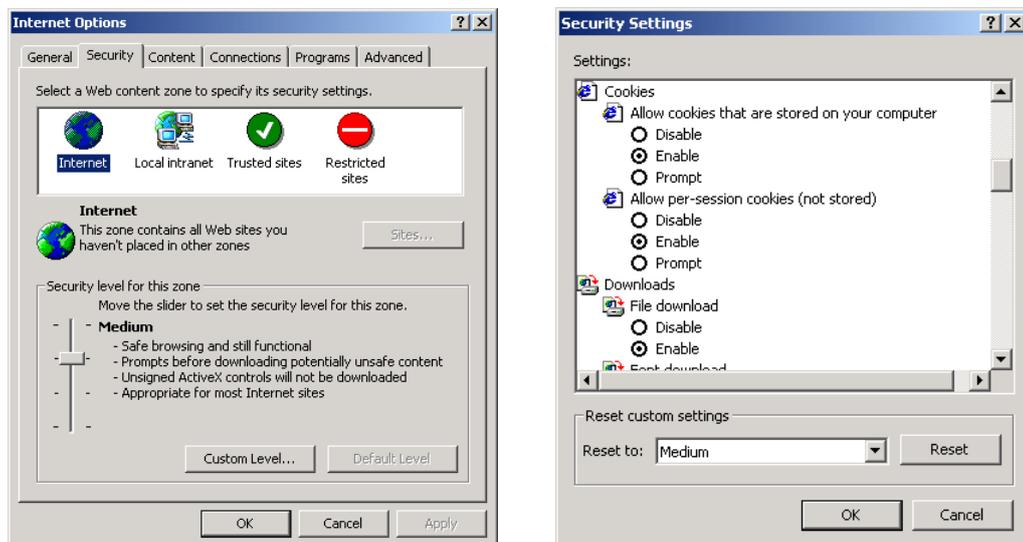 Internet Options
General Security Content Connections Programs Advanced
Select a Web content zone to specify its security settings.
Internet
Local intranet
Trusted sites
Restricted
sites
Internet
This zone contains all Web sites you
haven't placed in other zones
Sites...
Security level for this zone
Move the slider to set the security level for this zone.
Medium
- Safe browsing and still functional
- Prompts before downloading potentially unsafe content
- Unsigned ActiveX controls will not be downloaded
- Appropriate for most Internet sites
Custom Level...
Default Level
OK
Cancel
Apply
Security Settings
Settings:
Cookies
Allow cookies that are stored on your computer
Disable
Enable
Prompt
Allow per-session cookies (not stored)
Disable
Enable
Prompt
Downloads
File download
Disable
Enable
Font download
Reset custom settings
Reset to:
Medium
Reset
OK
Cancel